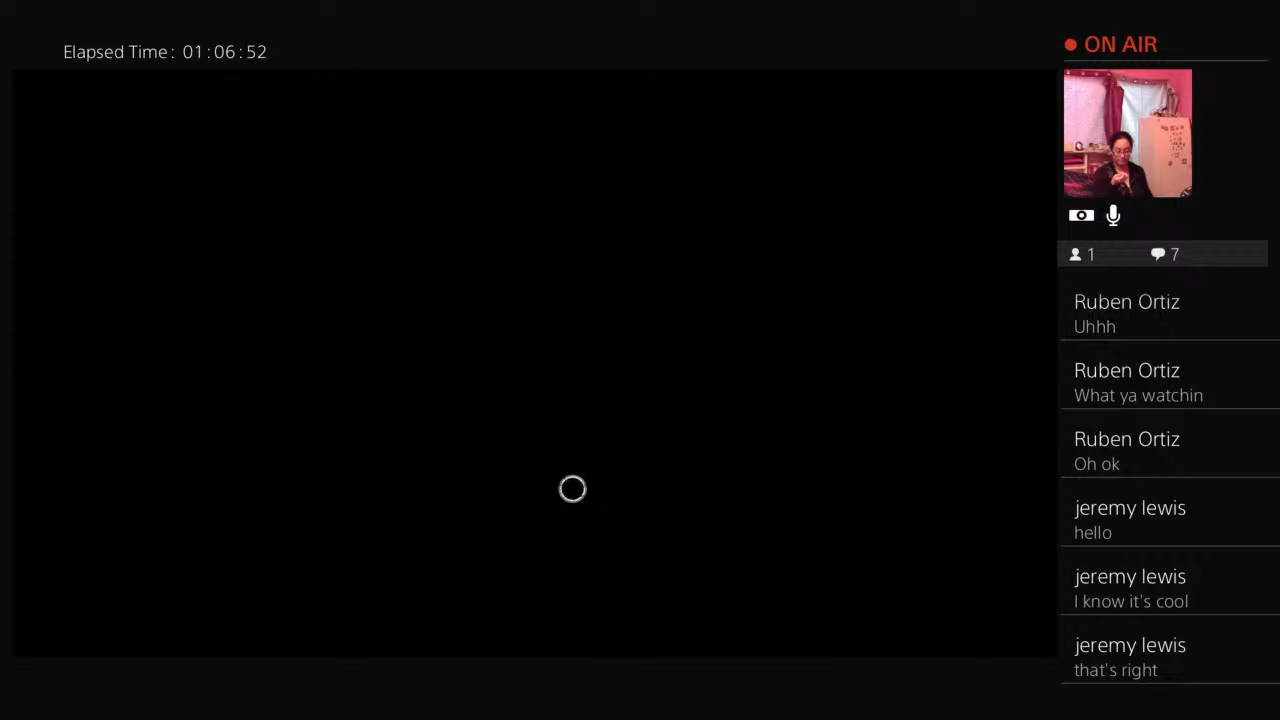 Elapsed Time: 01:06:52
ON AIR
1
7
Ruben Ortiz
Uhhh
Ruben Ortiz
What ya watchin
Ruben Ortiz
Oh ok
jeremy lewis
hello
jeremy lewis
I know it's cool
jeremy lewis
that's right